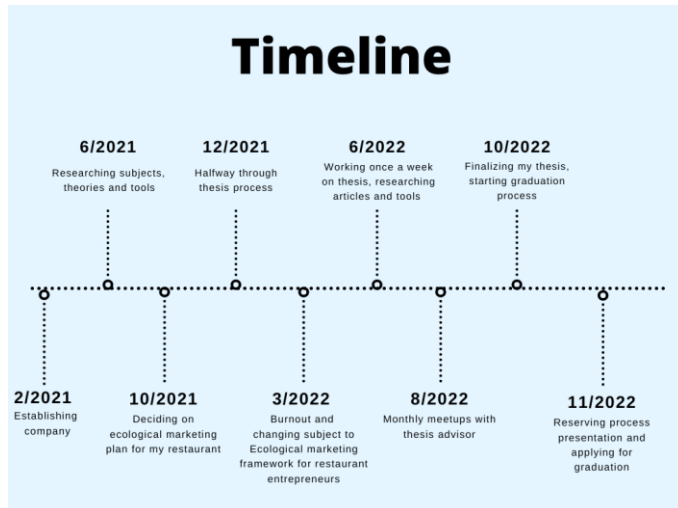 Timeline
6/2021
Researching subjects,
theories and tools
12/2021
Halfway through
thesis process
6/2022
Working once a week
on thesis, researching
articles and tools
10/2022
Finalizing my thesis,
starting graduation
process
2/2021
Establishing
company
10/2021
Deciding on
ecological marketing
plan for my restaurant
3/2022
Burnout and
changing subject to
Ecological marketing
framework for restaurant
entrepreneurs
8/2022
Monthly meetups with
thesis advisor
11/2022
Reserving process
presentation and
applying for
graduation